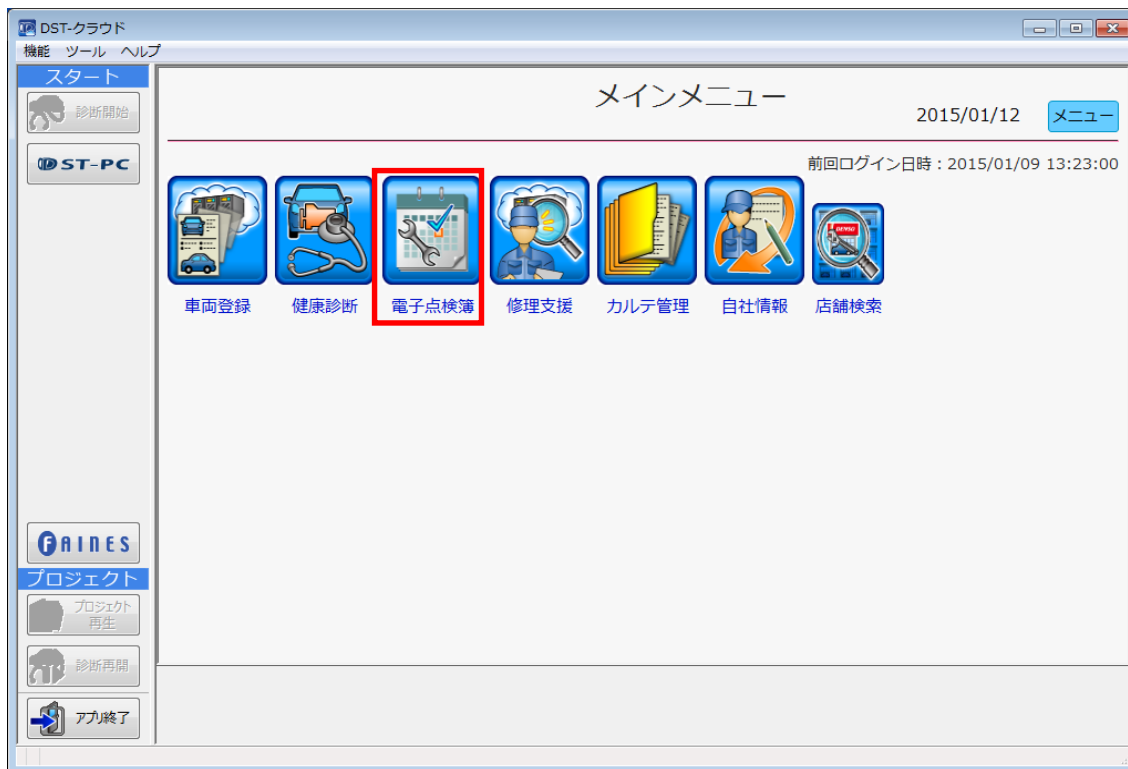 DST-クラウド
機能 ツール ヘルプ
スタート
診断開始
DST-PC
FAINES
プロジェクト
プロジェクト
再生
診断再開
アプリ終了
メインメニュー
2015/01/12 メニュー
前回ログイン日時：2015/01/09 13:23:00
DENSO
車両登録 健康診断 電子点検簿 修理支援 カルテ管理 自社情報 店舗検索